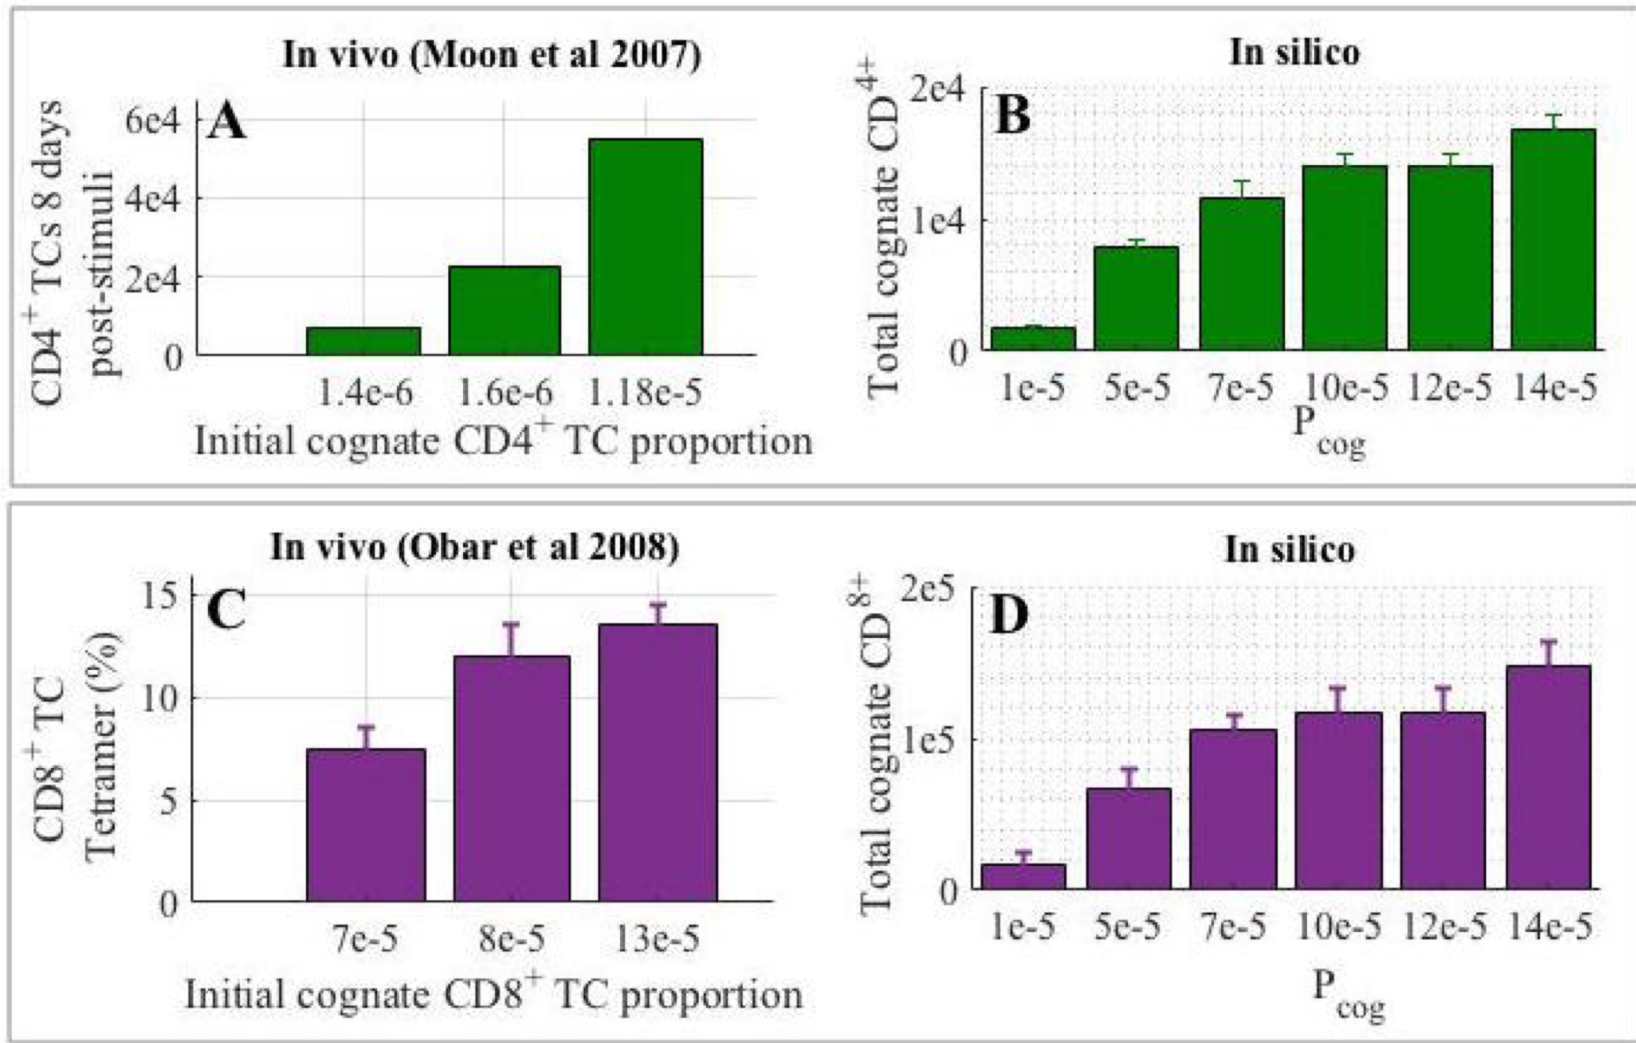 In vivo (Moon et al 2007)
A
CD4+ TCs 8 days
post-stimuli
6e4
4e4
2e4
0
1.4e-6 1.6e-6 1.18e-5
Initial cognate CD4+ TC proportion
In silico
B
Total cognate CD4+
2e4
1e4
0
1e-5 5e-5 7e-5 10e-5 12e-5 14e-5
Pcog
In vivo (Obar et al 2008)
C
CD8+ TC
Tetramer (%)
15
10
5
0
7e-5 8e-5 13e-5
Initial cognate CD8+ TC proportion
In silico
D
Total cognate CD8+
2e5
1e5
0
1e-5 5e-5 7e-5 10e-5 12e-5 14e-5
Pcog